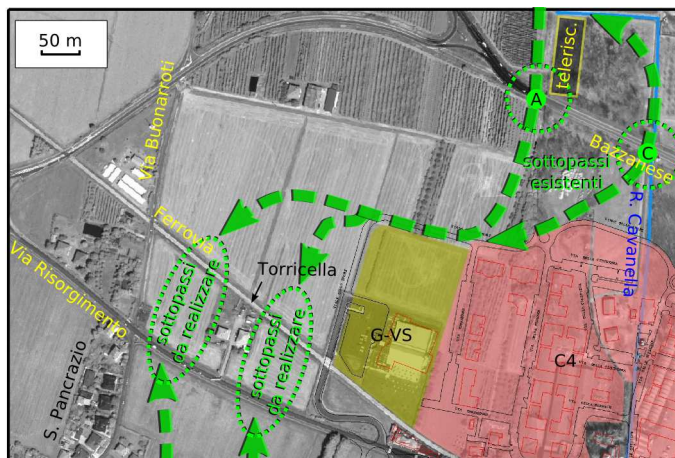 50 m
telerisc.
A
Via Buonarroti
Bazzanese
C
sottopassi
esistenti
R. Cavanella
Ferrovia
Via Risorgimento
sottopassi
da realizzare
Torricella
sottopassi
da realizzare
G-VS
C4
S. Pancrazio